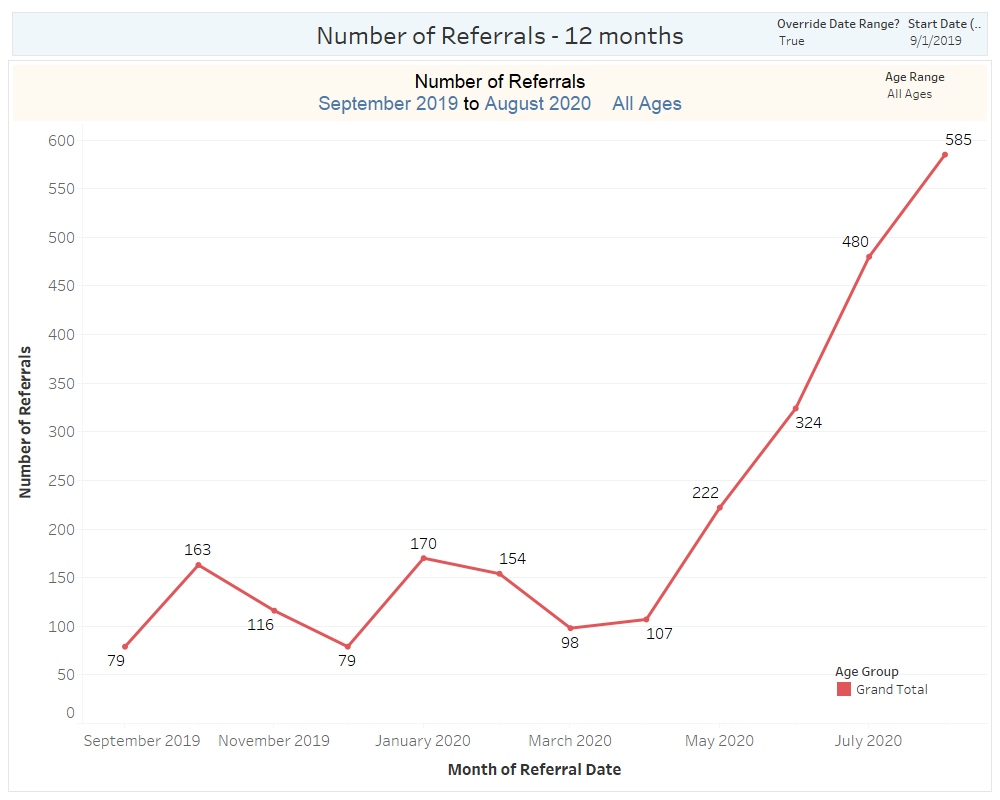 Number of Referrals - 12 months
Override Date Range? Start Date (..
True 9/1/2019
Number of Referrals
September 2019 to August 2020 All Ages
Age Range
All Ages
Number of Referrals
600
550
500
450
400
350
300
250
200
150
100
50
0
79
163
116
79
170
154
98
107
222
324
480
585
Age Group
Grand Total
September 2019 November 2019 January 2020 March 2020 May 2020 July 2020
Month of Referral Date